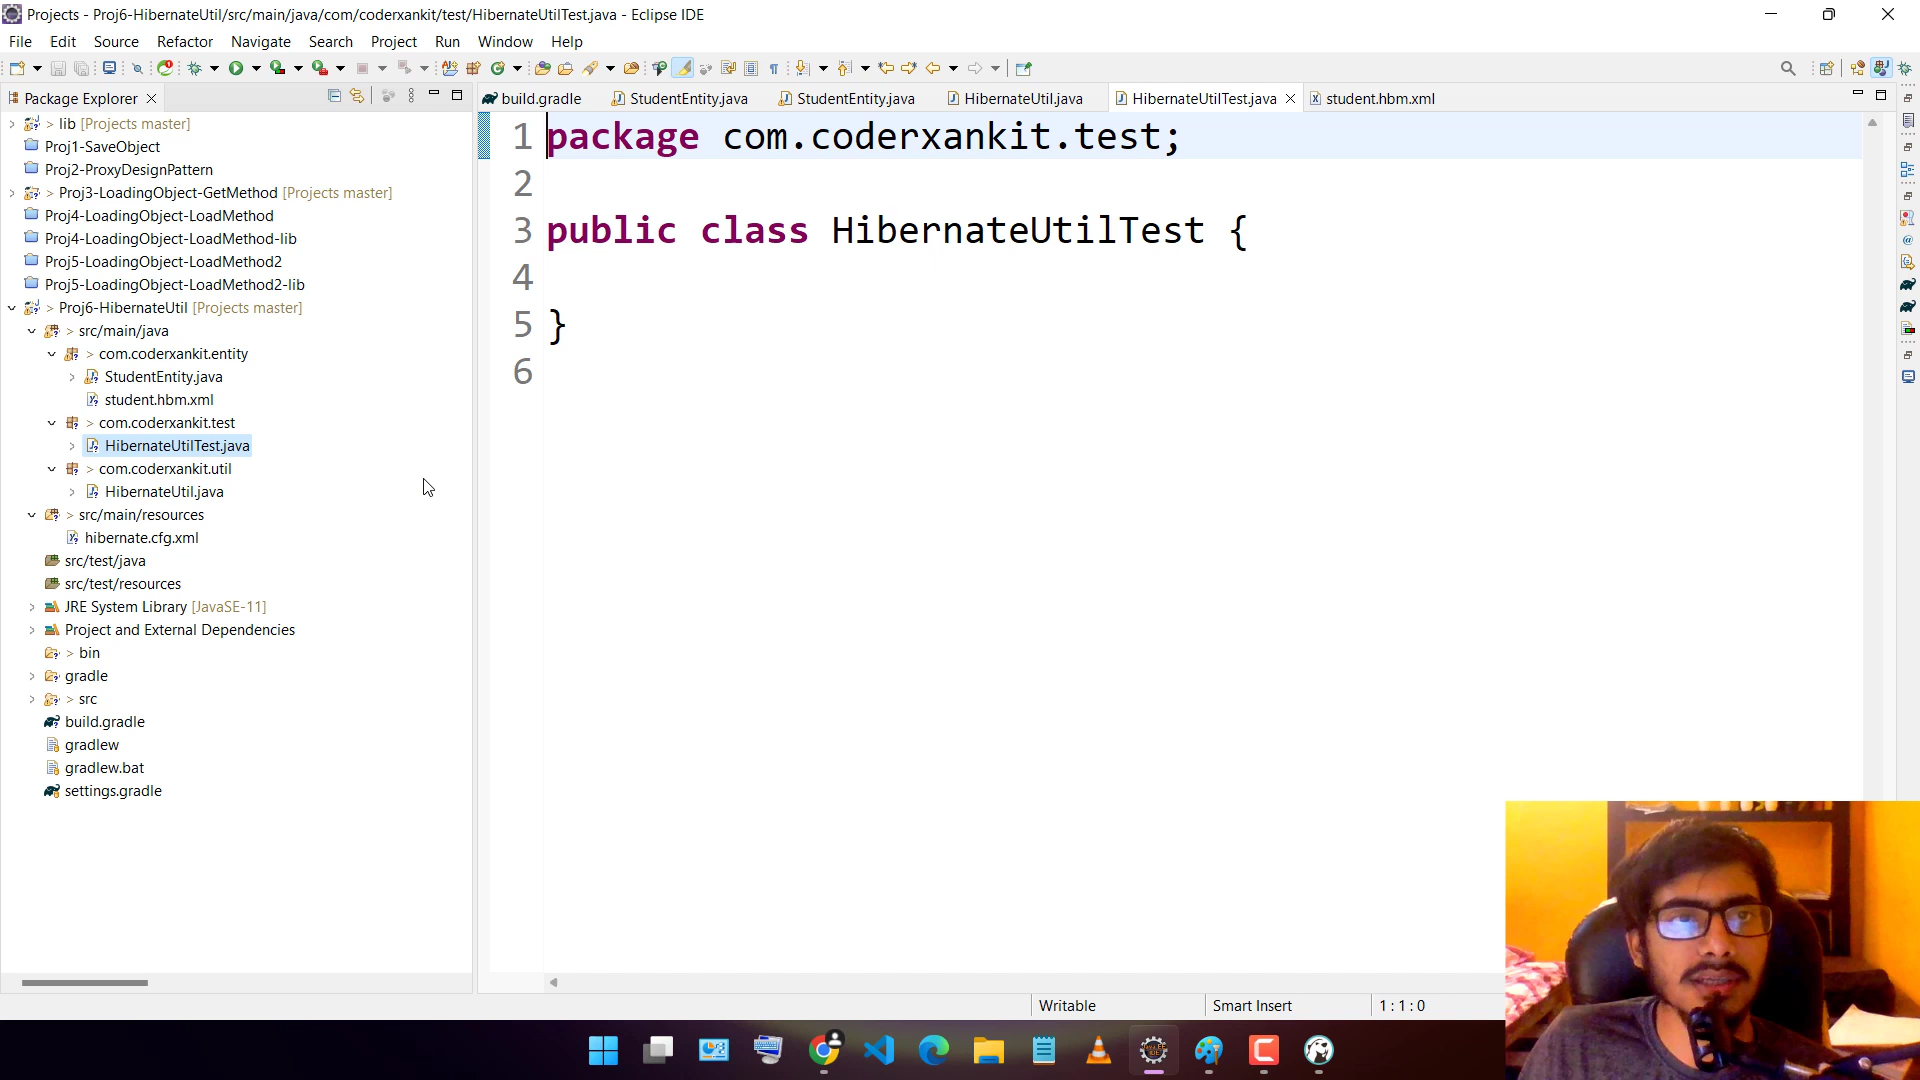 Projects - Proj6-HibernateUtil/src/main/java/com/coderxankit/test/HibernateUtilTest.java - Eclipse IDE
File Edit Source Refactor Navigate Search Project Run Window Help
Package Explorer
build.gradle StudentEntity.java StudentEntity.java HibernateUtil.java HibernateUtilTest.java student.hbm.xml
> lib [Projects master]
Proj1-SaveObject
Proj2-ProxyDesignPattern
> Proj3-LoadingObject-GetMethod [Projects master]
Proj4-LoadingObject-LoadMethod
Proj4-LoadingObject-LoadMethod-lib
Proj5-LoadingObject-LoadMethod2
Proj5-LoadingObject-LoadMethod2-lib
> Proj6-HibernateUtil [Projects master]
> src/main/java
> com.coderxankit.entity
StudentEntity.java
student.hbm.xml
> com.coderxankit.test
HibernateUtilTest.java
> com.coderxankit.util
HibernateUtil.java
> src/main/resources
hibernate.cfg.xml
src/test/java
src/test/resources
JRE System Library [JavaSE-11]
Project and External Dependencies
> bin
gradle
> src
build.gradle
gradlew
gradlew.bat
settings.gradle
1 package com.coderxankit.test;
2
3 public class HibernateUtilTest {
4
5 }
6
Writable Smart Insert 1 : 1 : 0